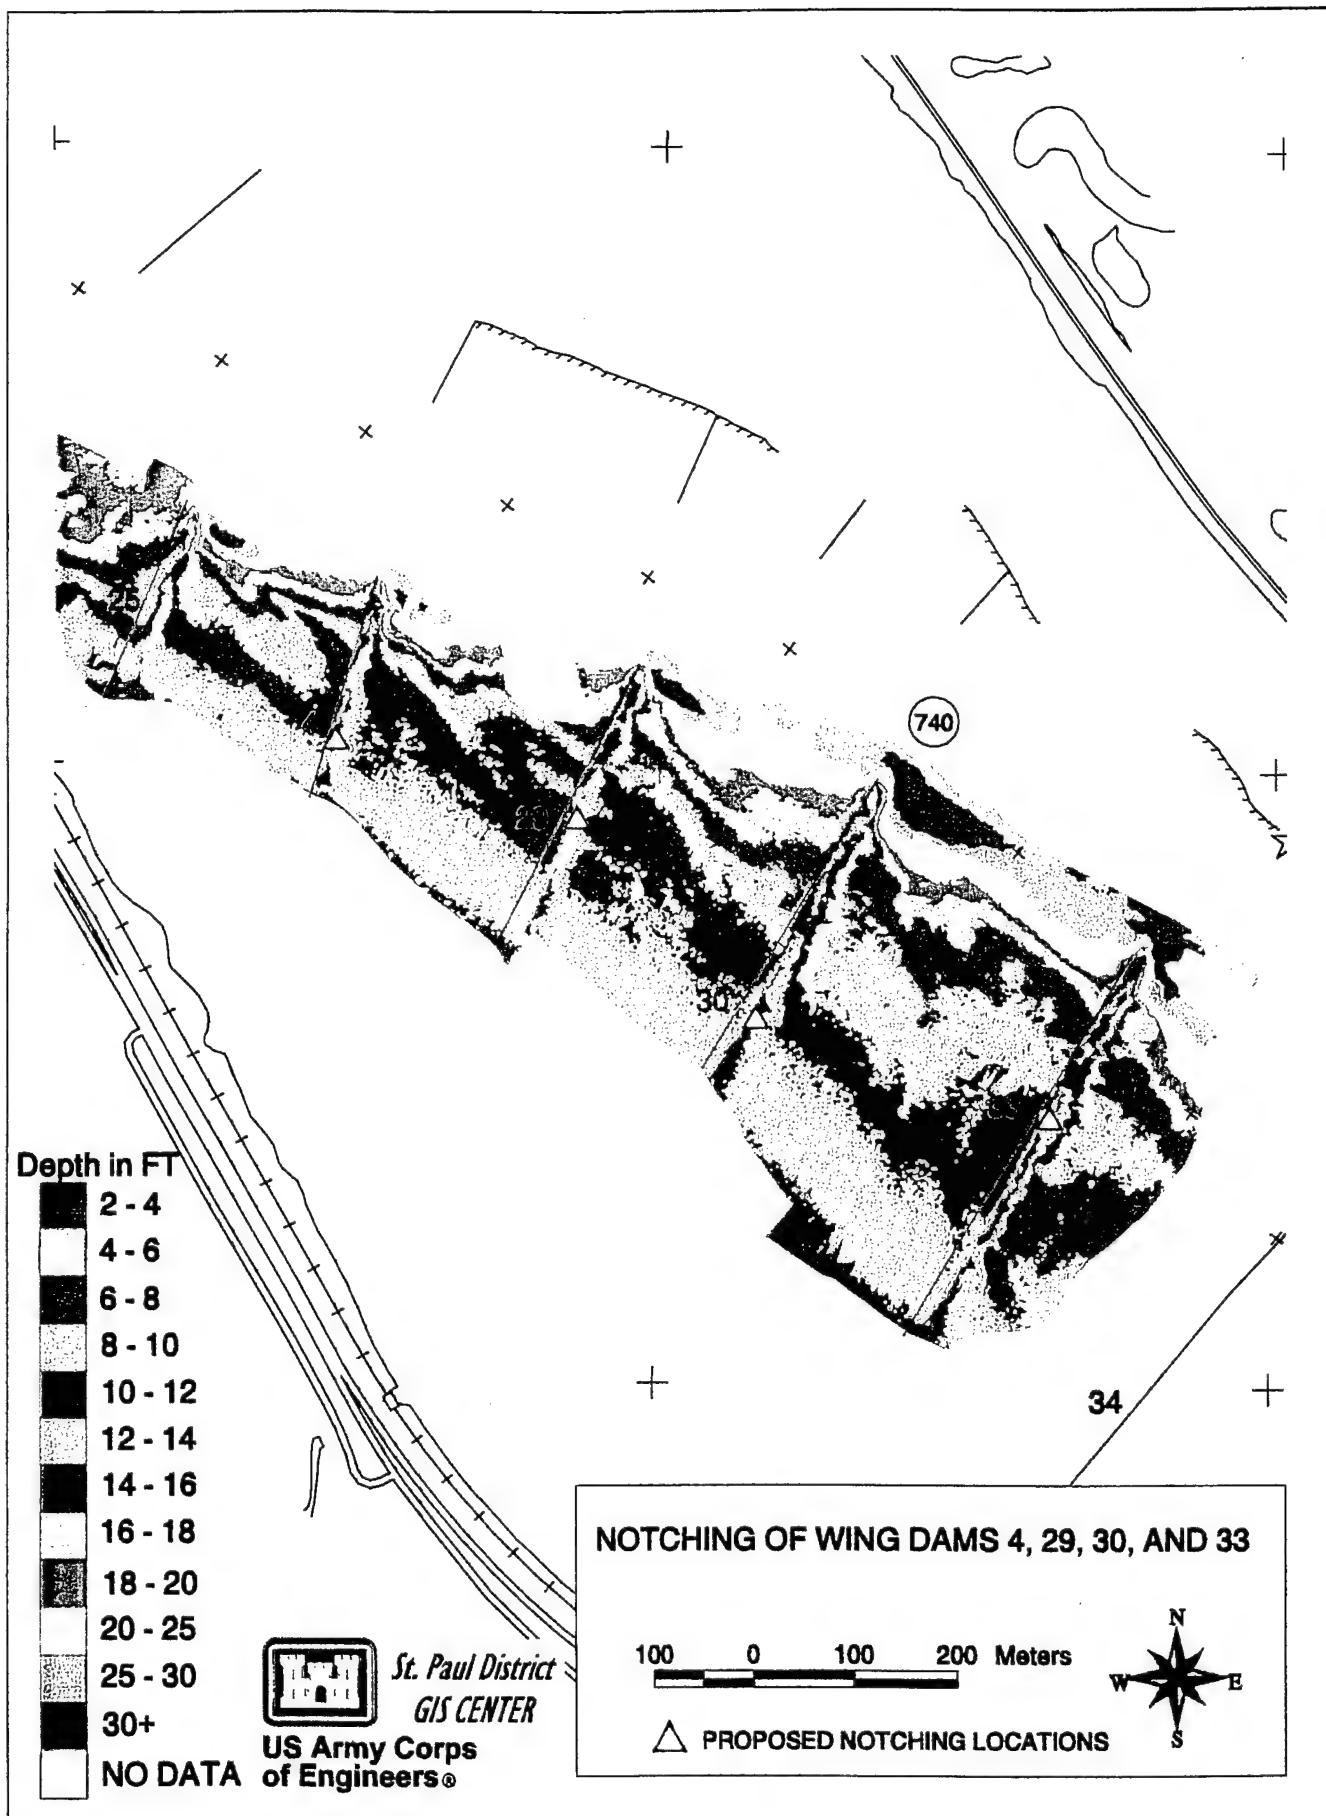 740
25
29
30
33
34
Depth in FT
2 - 4
4 - 6
6 - 8
8 - 10
10 - 12
12 - 14
14 - 16
16 - 18
18 - 20
20 - 25
25 - 30
30+
NO DATA
St. Paul District
GIS CENTER
US Army Corps
of Engineers®
NOTCHING OF WING DAMS 4, 29, 30, AND 33
100 0 100 200 Meters
PROPOSED NOTCHING LOCATIONS
N
W E
S